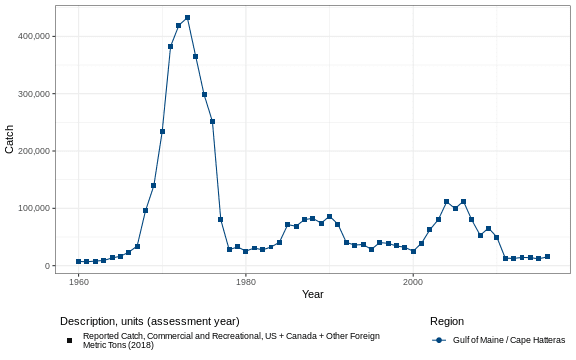 400,000
300,000
200,000
100,000
0
Catch
1960
1980
2000
Year
Description, units (assessment year)
Reported Catch, Commercial and Recreational, US + Canada + Other Foreign
Metric Tons (2018)
Region
Gulf of Maine / Cape Hatteras